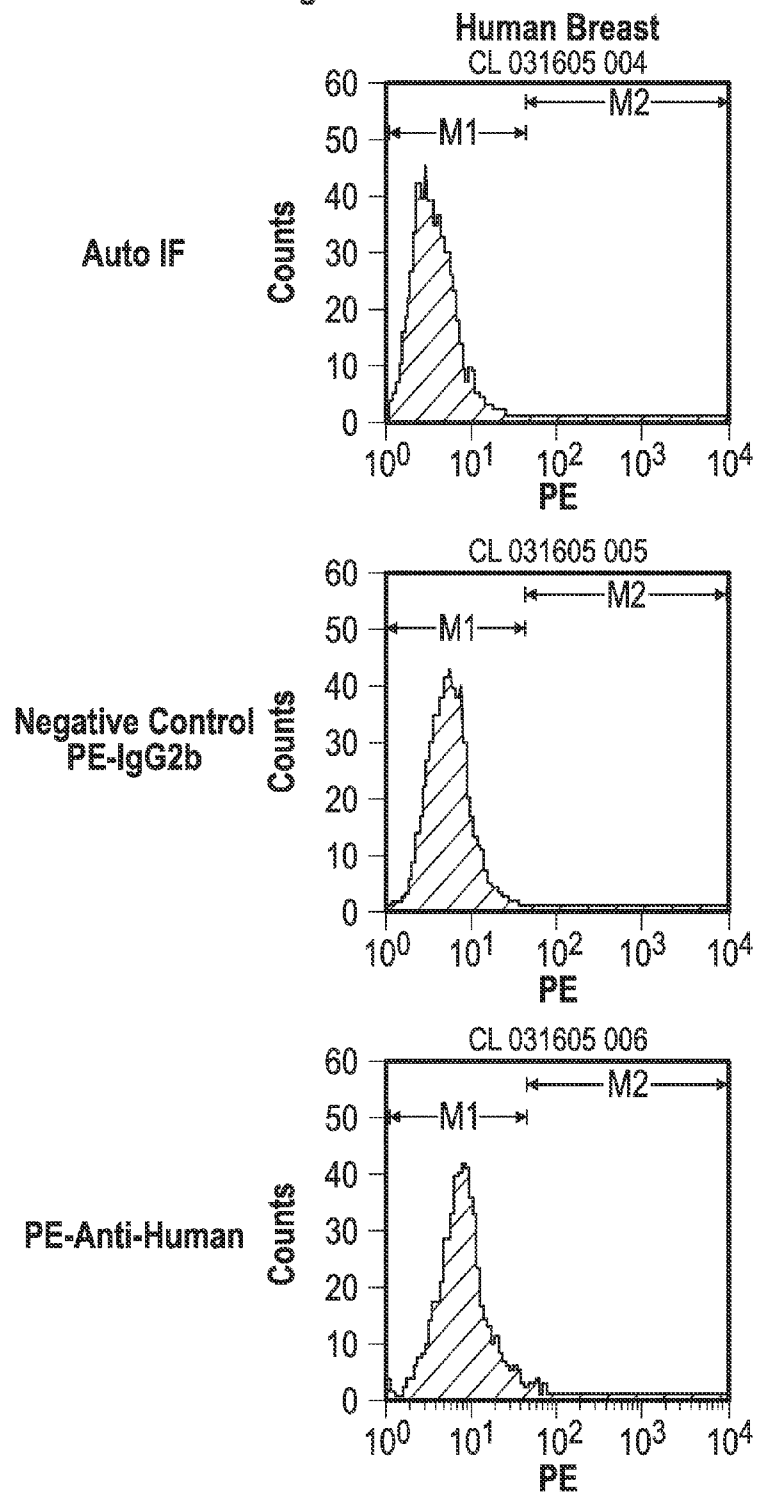 Human Breast
CL 031605 004
60
M2
50
M1
40
Auto IF
Counts
30
20
10
0
10⁰ 10¹ 10² 10³ 10⁴
PE
CL 031605 005
60
M2
50
M1
40
Negative Control
PE-IgG2b
Counts
30
20
10
0
10⁰ 10¹ 10² 10³ 10⁴
PE
CL 031605 006
60
M2
50
M1
40
PE-Anti-Human
Counts
30
20
10
0
10⁰ 10¹ 10² 10³ 10⁴
PE